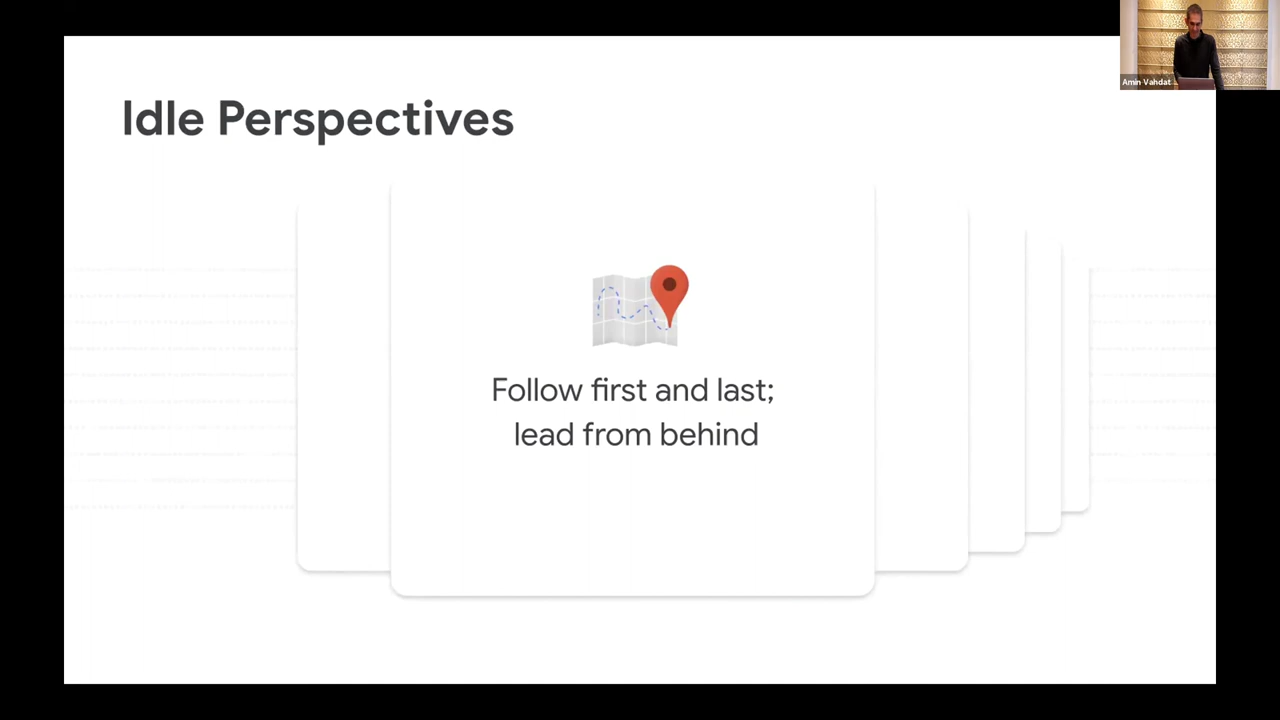 Idle Perspectives
Amin Vahdat
Follow first and last;
lead from behind